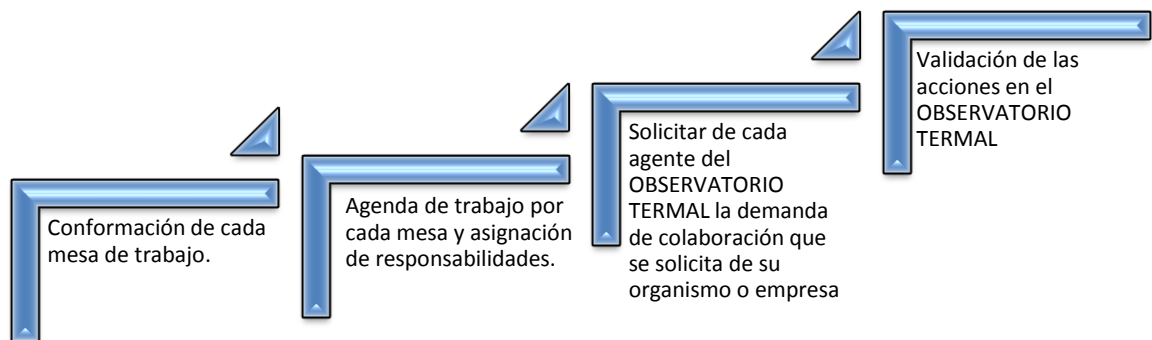 Conformación de cada
mesa de trabajo.
Agenda de trabajo por
cada mesa y asignación
de responsabilidades.
Solicitar de cada
agente del
OBSERVATORIO
TERMAL la demanda
de colaboración que
se solicita de su
organismo o empresa
Validación de las
acciones en el
OBSERVATORIO
TERMAL